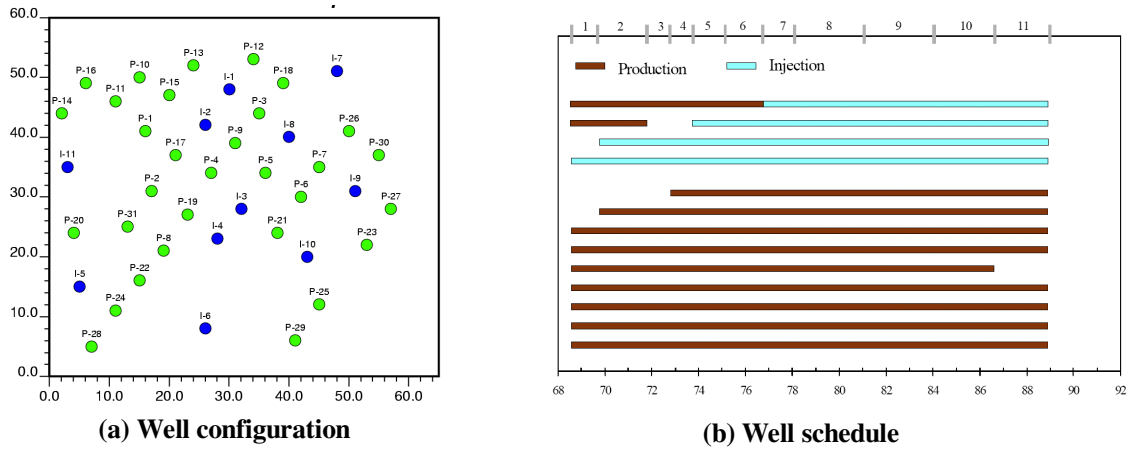 60.0
50.0
40.0
30.0
20.0
10.0
0.0
0.0 10.0 20.0 30.0 40.0 50.0 60.0
P-12
P-13
I-7
P-10
P-16
P-18
I-1
P-15
P-11
P-14
P-3
I-2
P-1
P-26
I-8
P-9
P-17
P-30
I-11
P-7
P-4
P-5
P-2
I-9
P-6
I-3
P-27
P-19
P-31
P-20
P-21
I-4
P-23
P-8
I-10
P-22
I-5
P-25
P-24
I-6
P-29
P-28
(a) Well configuration
1 2 3 4 5 6 7 8 9 10 11
Production Injection
68 70 72 74 76 78 80 82 84 86 88 90 92
(b) Well schedule